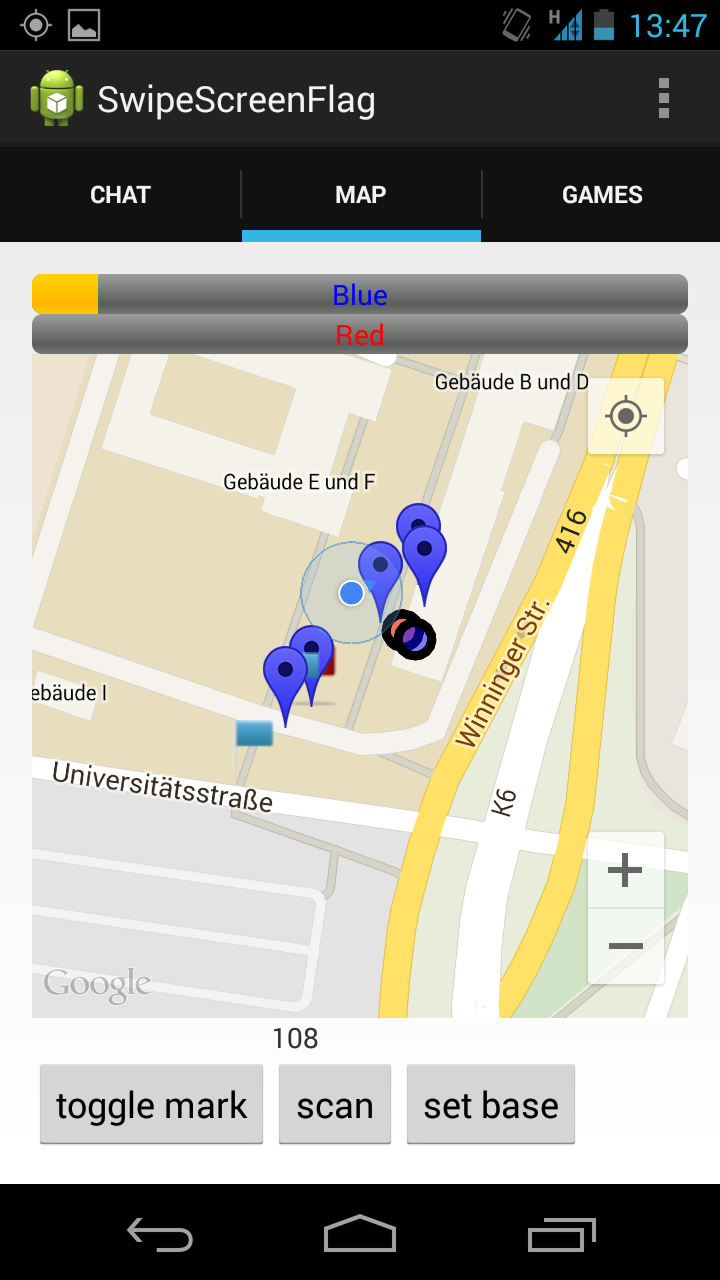 H
13:47
SwipeScreenFlag
CHAT
MAP
GAMES
Blue
Red
Gebäude B und D
Gebäude E und F
416
Winninger Str.
ebäude I
Universitätsstraße
K6
Google
108
toggle mark
scan
set base